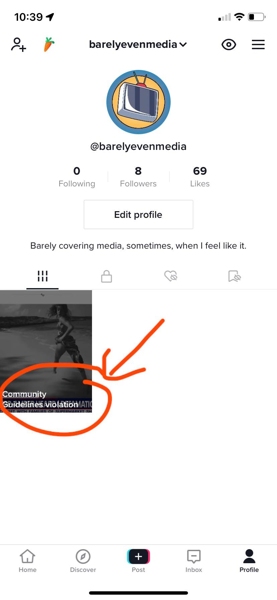 10:39
barelyevenmedia
@barelyevenmedia
0 8 69
Following Followers Likes
Edit profile
Barely covering media, sometimes, when I feel like it.
Community
Guidelines violation
Home Discover Post Inbox Profile